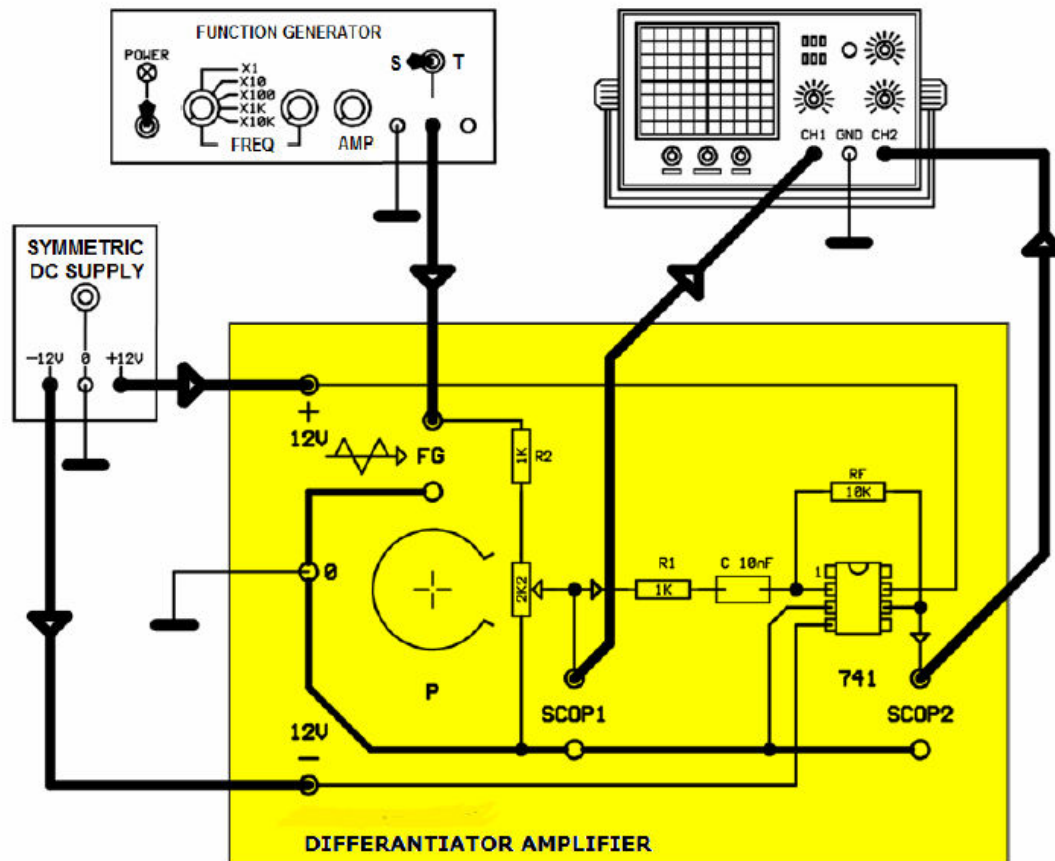 FUNCTION GENERATOR
POWER
X1
X10
X100
X1K
X10K
FREQ
AMP
S T
CH1 GND CH2
SYMMETRIC
DC SUPPLY
-12V 0 +12V
+
12V
FG
1K R2
RF
10K
0
2K2
R1
1K
C 10nF
1
P
741
SCOP1
SCOP2
12V
-
DIFFERANTIATOR AMPLIFIER